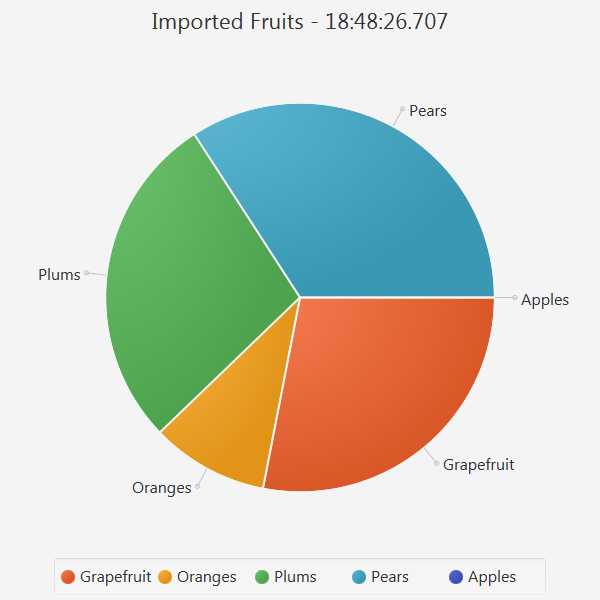 Imported Fruits - 18:48:26.707
Pears
Plums
Apples
Grapefruit
Oranges
Grapefruit Oranges Plums Pears Apples